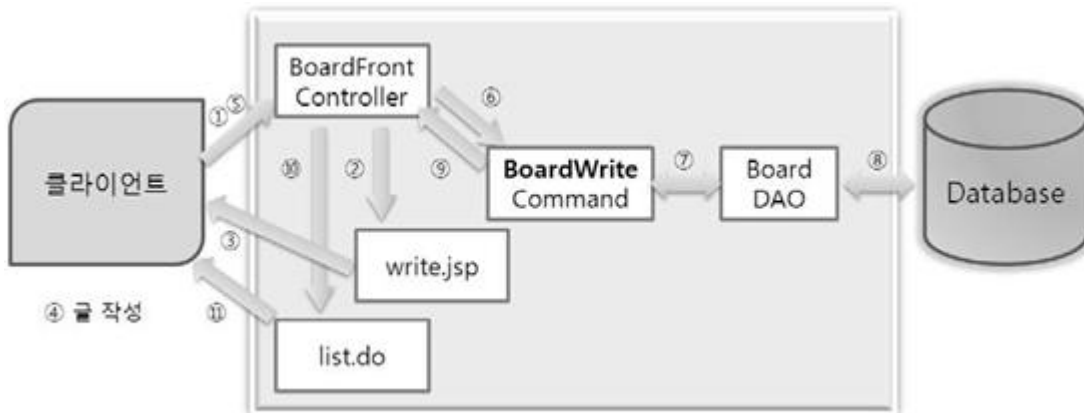 BoardFront
Controller
①⑤
⑥
클라이언트
⑩
②
⑨
BoardWrite
Command
⑦
Board
DAO
⑧
Database
③
write.jsp
④ 글 작성
⑪
list.do